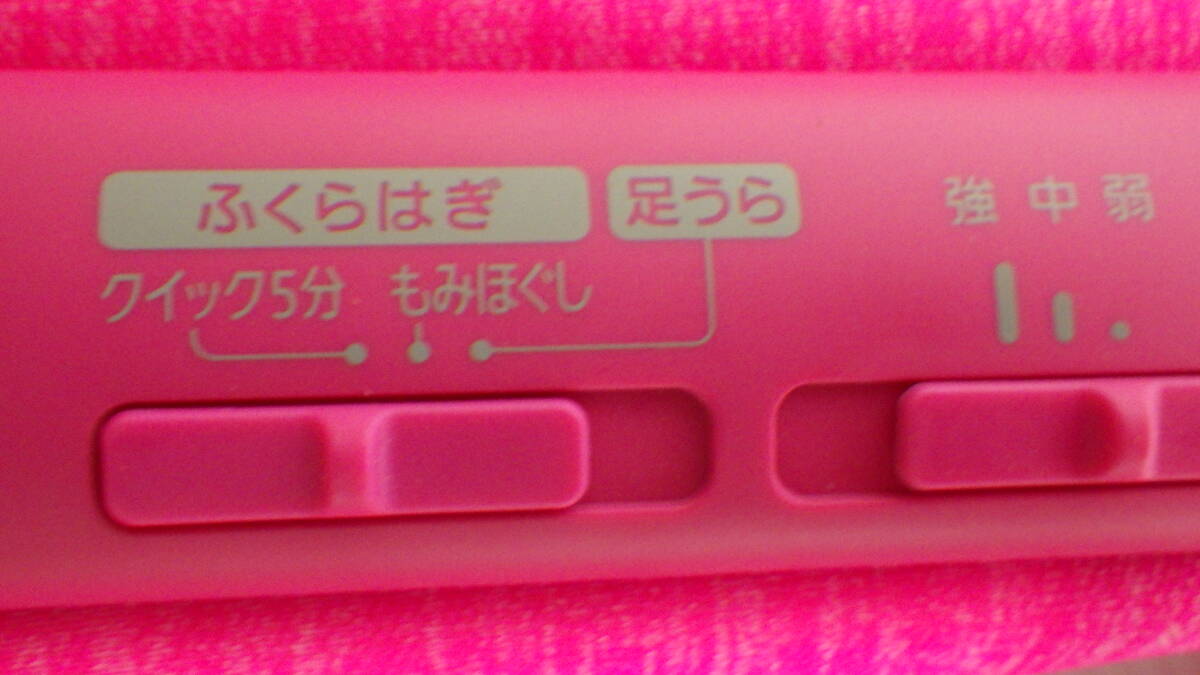 ふくらはぎ 足うら 強 中 弱
クイック5分 もみほぐし